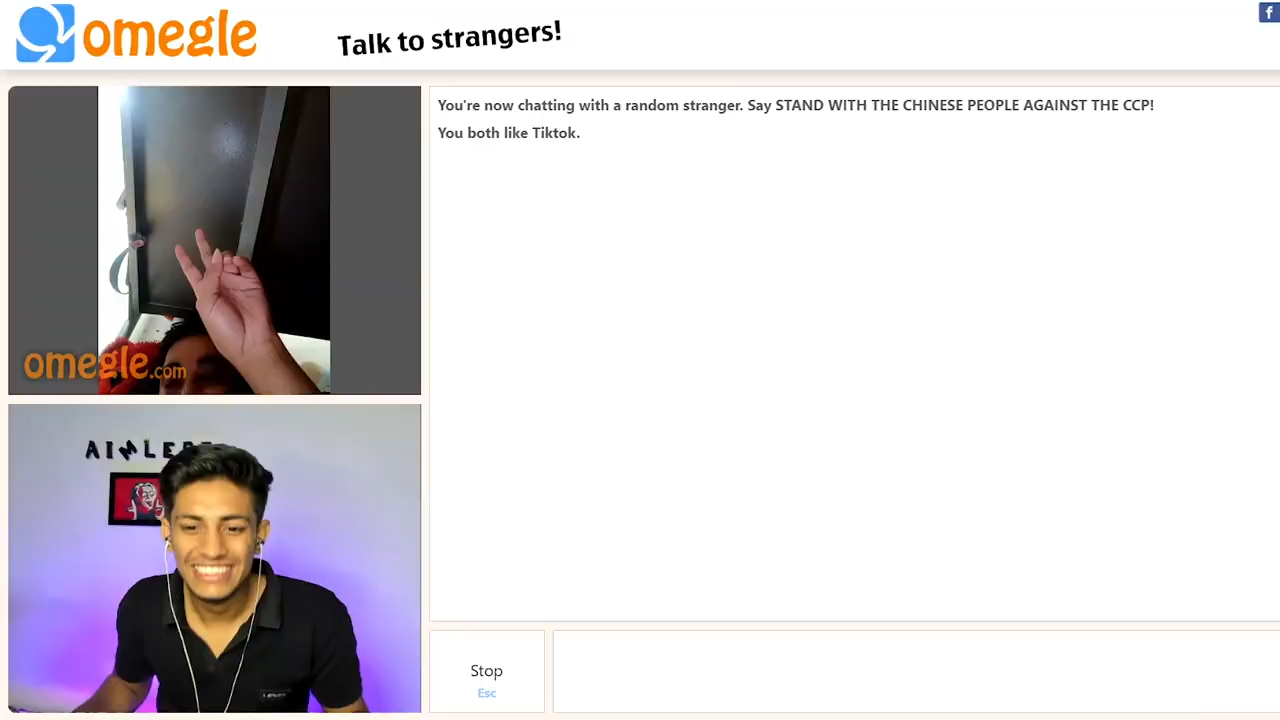 omegle
Talk to strangers!
f
You're now chatting with a random stranger. Say STAND WITH THE CHINESE PEOPLE AGAINST THE CCP!
You both like Tiktok.
omegle.com
Stop
Esc